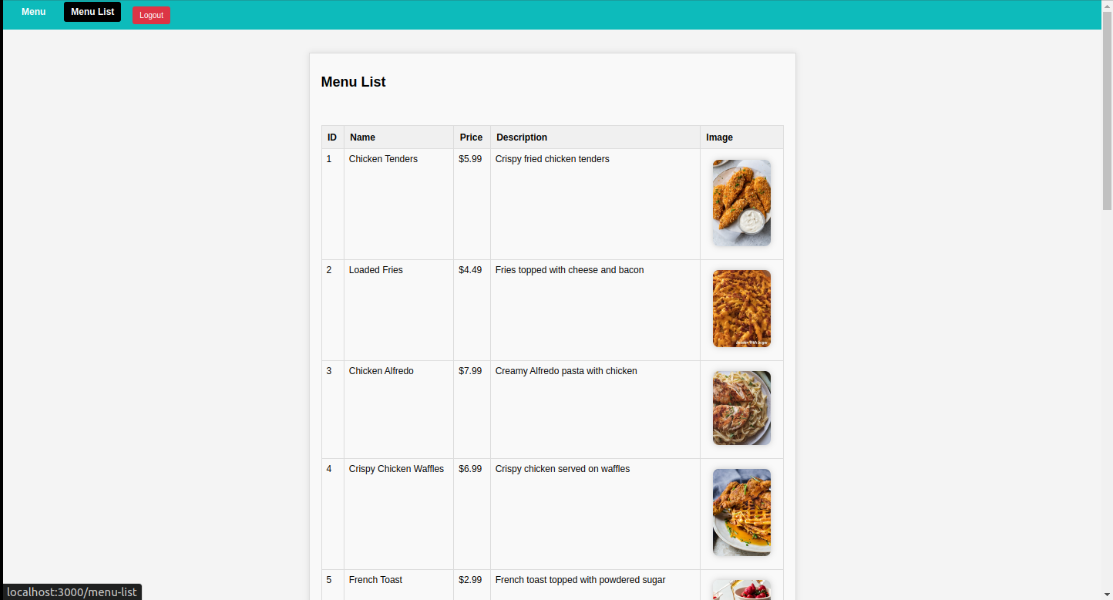 Menu Menu List Logout
Menu List
ID Name Price Description Image
1 Chicken Tenders $5.99 Crispy fried chicken tenders
2 Loaded Fries $4.49 Fries topped with cheese and bacon
3 Chicken Alfredo $7.99 Creamy Alfredo pasta with chicken
4 Crispy Chicken Waffles $6.99 Crispy chicken served on waffles
5 French Toast $2.99 French toast topped with powdered sugar
localhost:3000/menu-list